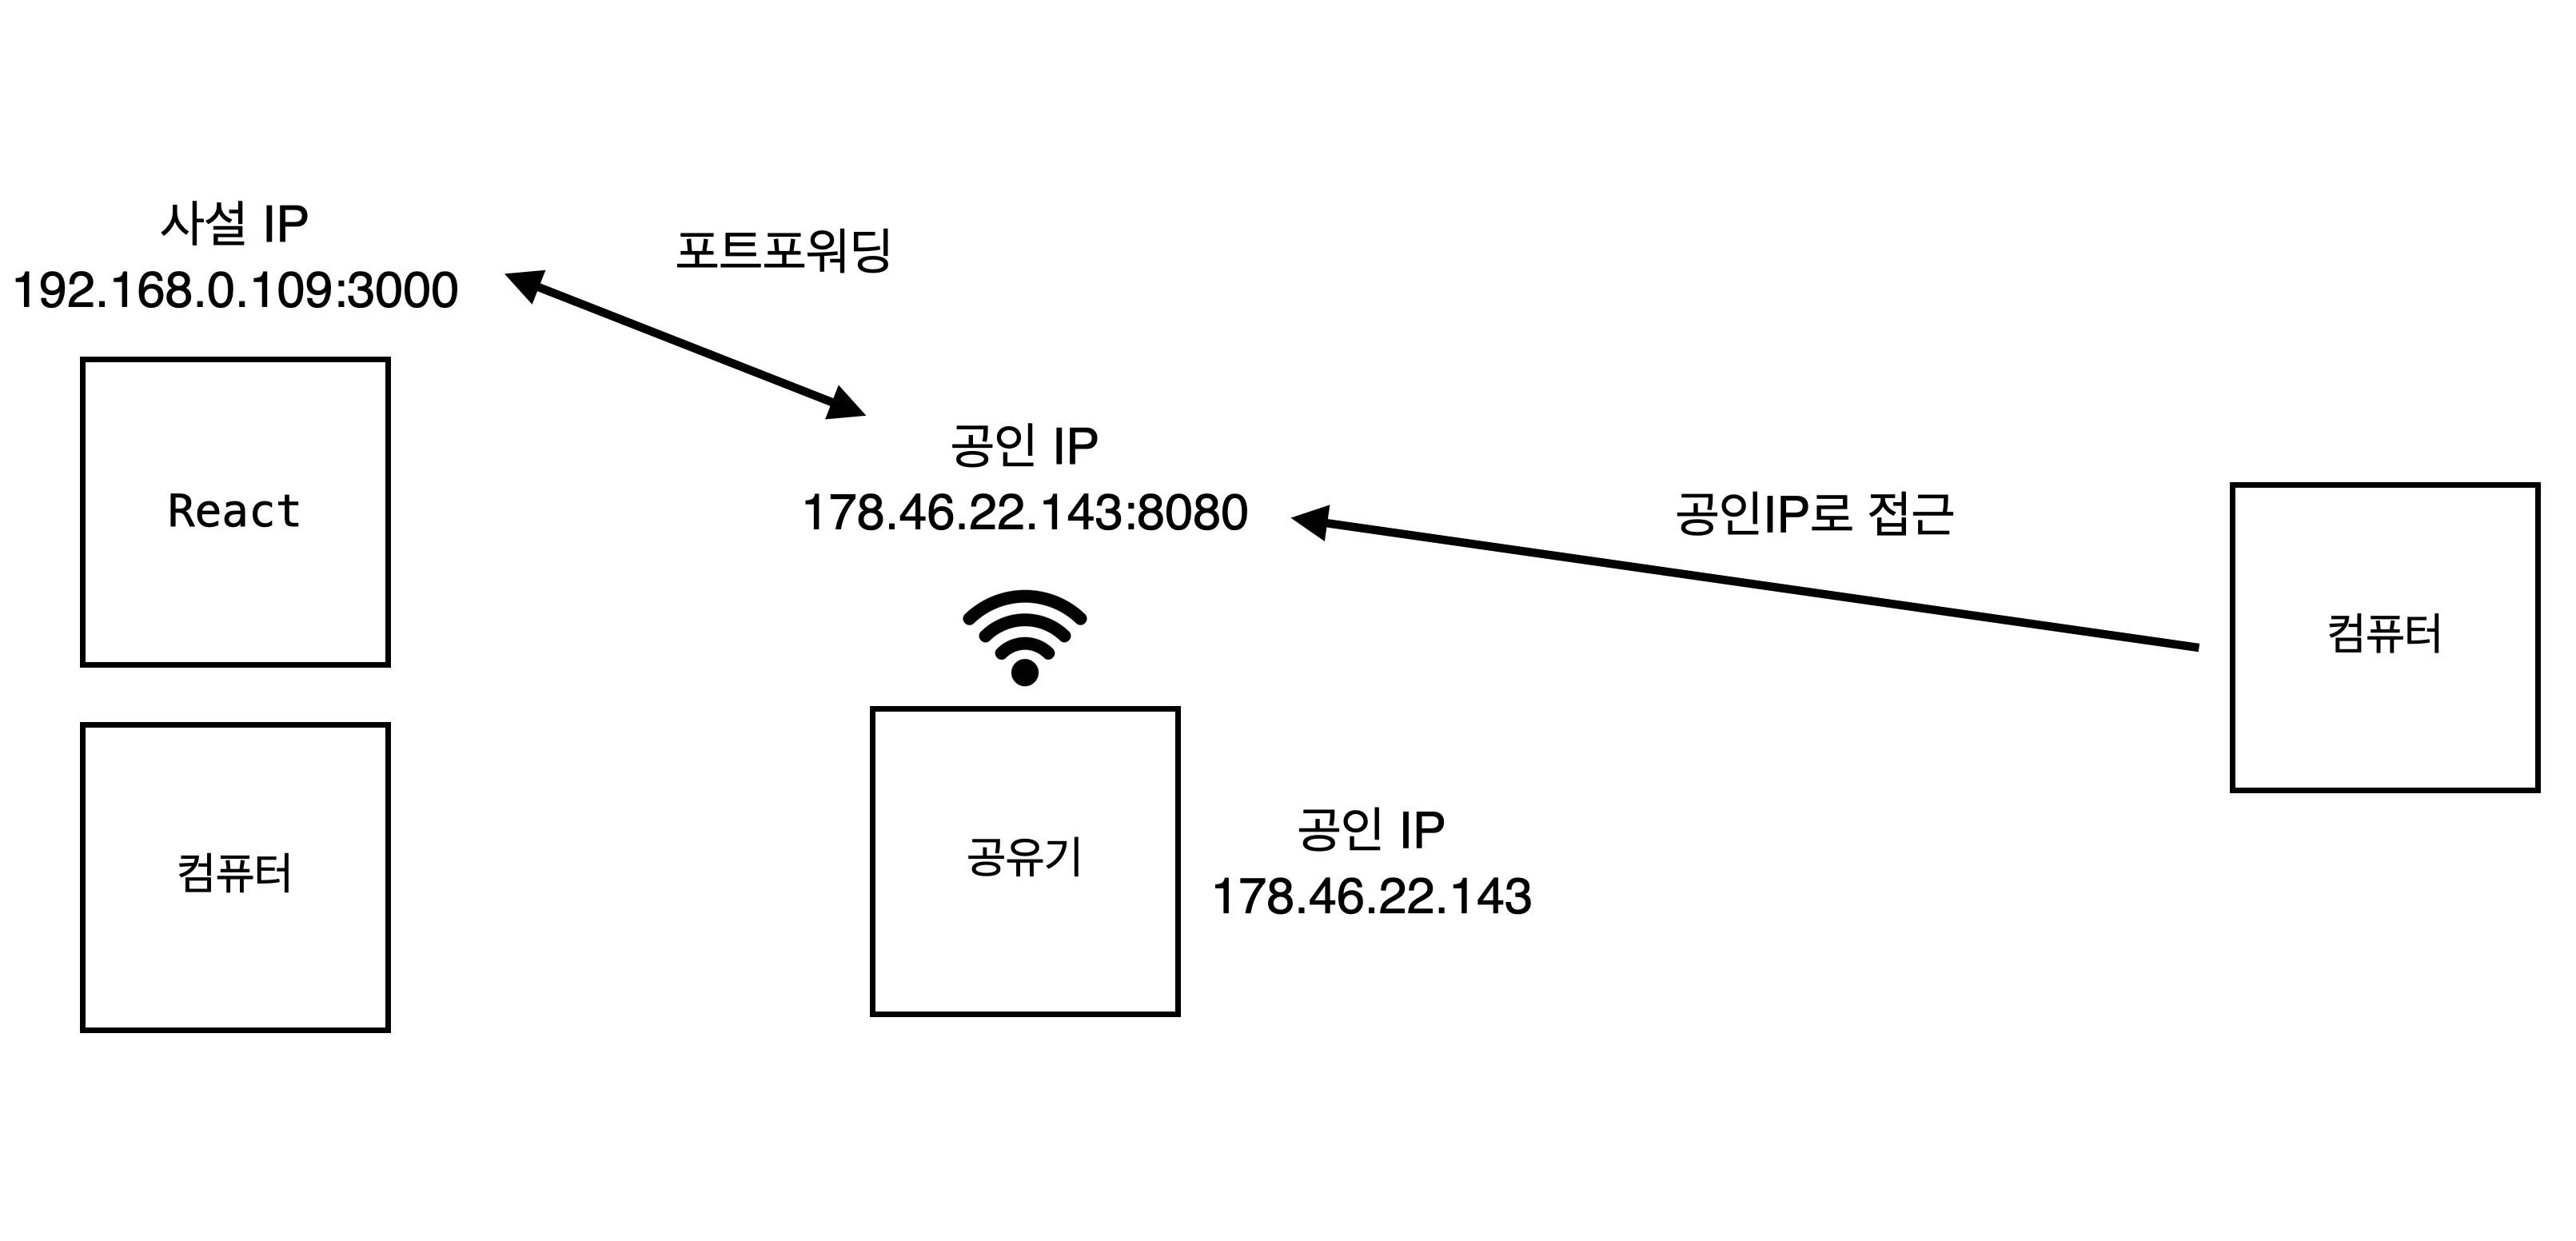 사설 IP
192.168.0.109:3000
포트포워딩
React
컴퓨터
공인 IP
178.46.22.143:8080
공유기
공인 IP
178.46.22.143
공인IP로 접근
컴퓨터